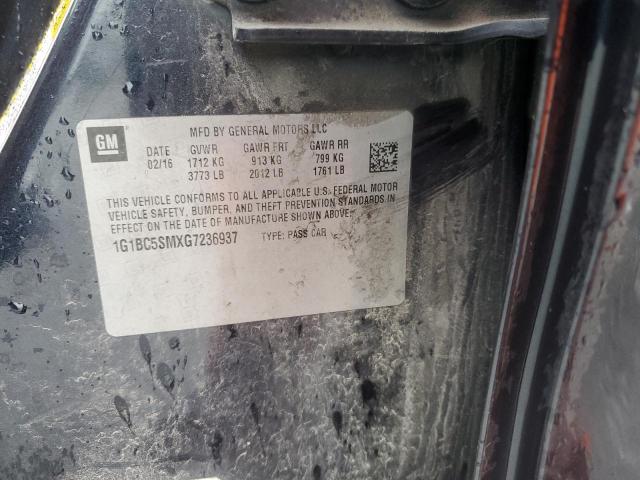 GM
MFD BY GENERAL MOTORS LLC
DATE GVWR GAWR FRT GAWR RR
02/16 1712 KG 913 KG 799 KG
3773 LB 2012 LB 1761 LB
THIS VEHICLE CONFORMS TO ALL APPLICABLE U.S. FEDERAL MOTOR
VEHICLE SAFETY, BUMPER, AND THEFT PREVENTION STANDARDS IN
EFFECT ON THE DATE OF MANUFACTURE SHOWN ABOVE.
1G1BC5SMXG7236937 TYPE: PASS CAR